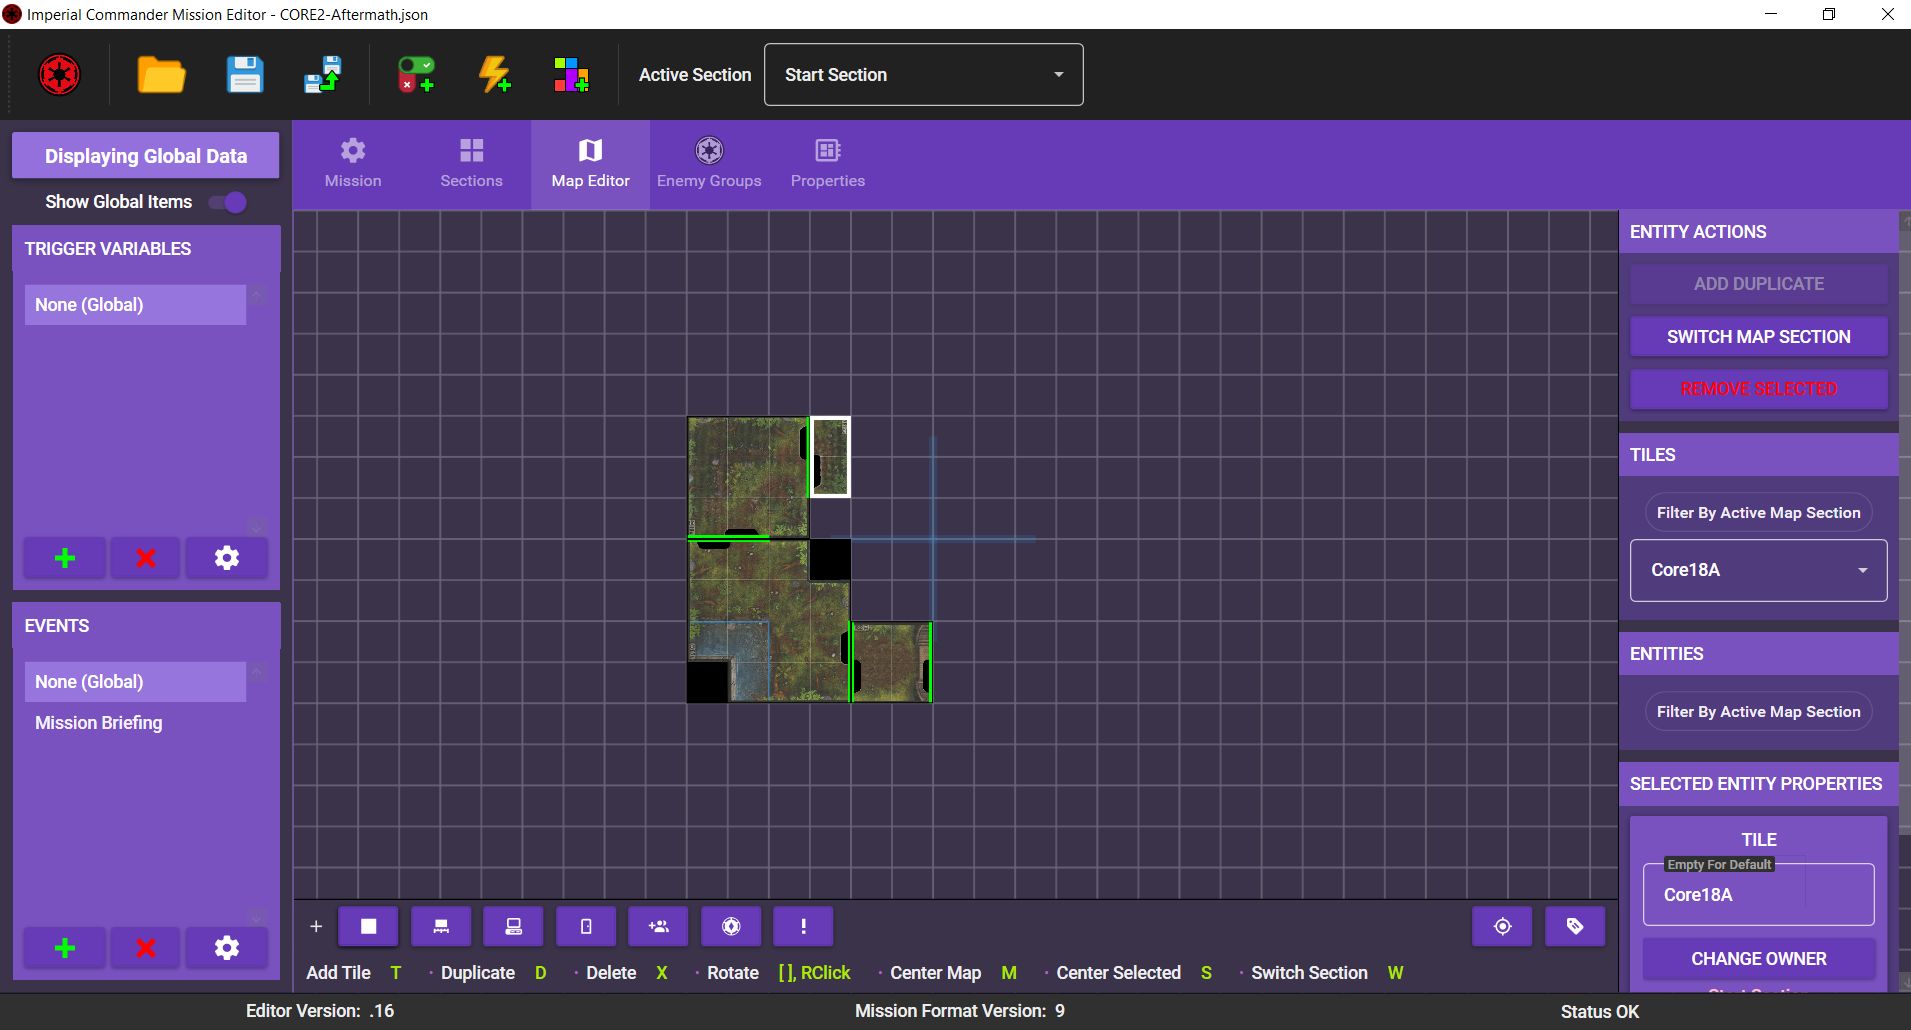 Imperial Commander Mission Editor - CORE2-Aftermath.json
Active Section
Start Section
Displaying Global Data
Show Global Items
TRIGGER VARIABLES
None (Global)
EVENTS
None (Global)
Mission Briefing
Mission
Sections
Map Editor
Enemy Groups
Properties
ENTITY ACTIONS
ADD DUPLICATE
SWITCH MAP SECTION
REMOVE SELECTED
TILES
Filter By Active Map Section
Core18A
ENTITIES
Filter By Active Map Section
SELECTED ENTITY PROPERTIES
TILE
Empty For Default
Core18A
CHANGE OWNER
Start Section
Add Tile T · Duplicate D · Delete X · Rotate [ ], RClick · Center Map M · Center Selected S · Switch Section W
Editor Version: .16
Mission Format Version: 9
Status OK